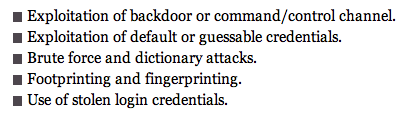 ■ Exploitation of backdoor or command/control channel.
■ Exploitation of default or guessable credentials.
■ Brute force and dictionary attacks.
■ Footprinting and fingerprinting.
■ Use of stolen login credentials.